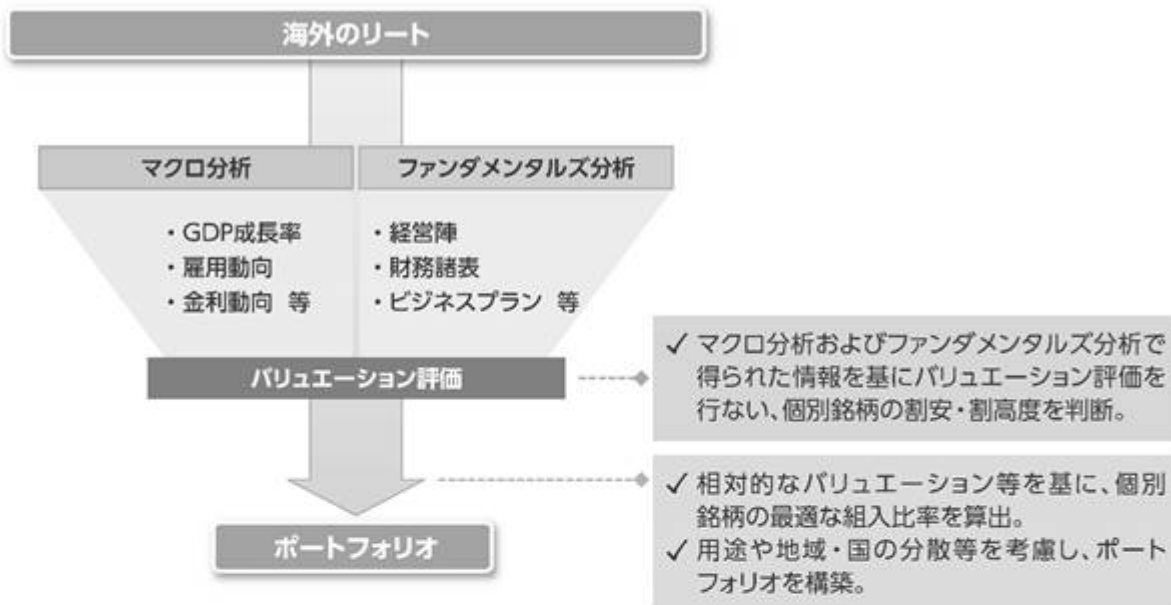 海外のリート
マクロ分析
ファンダメンタルズ分析
・GDP成長率
・雇用動向
・金利動向 等
・経営陣
・財務諸表
・ビジネスプラン 等
バリュエーション評価
✓ マクロ分析およびファンダメンタルズ分析で
得られた情報を基にバリュエーション評価を
行ない、個別銘柄の割安・割高度を判断。
✓ 相対的なバリュエーション等を基に、個別
銘柄の最適な組入比率を算出。
✓ 用途や地域・国の分散等を考慮し、ポート
フォリオを構築。
ポートフォリオ